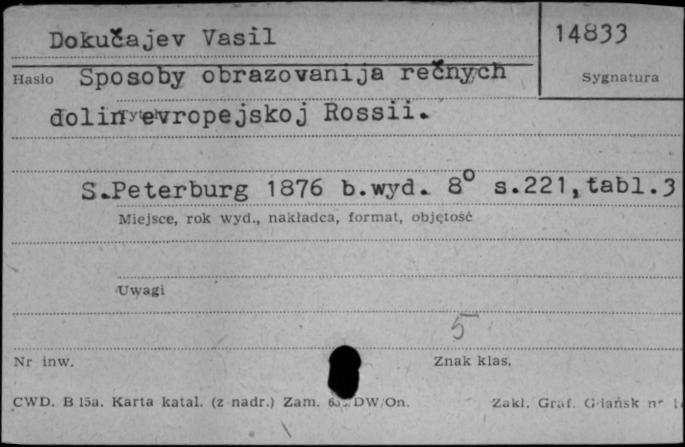 Dokučajev Vasil
14833
Hasło Sposoby obrazovanija rečnych
Sygnatura
dolin evropejskoj Rossii.
S.Peterburg 1876 b.wyd. 8° s.221, tabl.3
Miejsce, rok wyd., nakładca, format, objętość
Uwagi
5
Nr inw.
Znak klas.
CWD. B 15a. Karta katal. (z nadr.) Zam. DW/On.
Zakł. Graf. Gdańsk nr